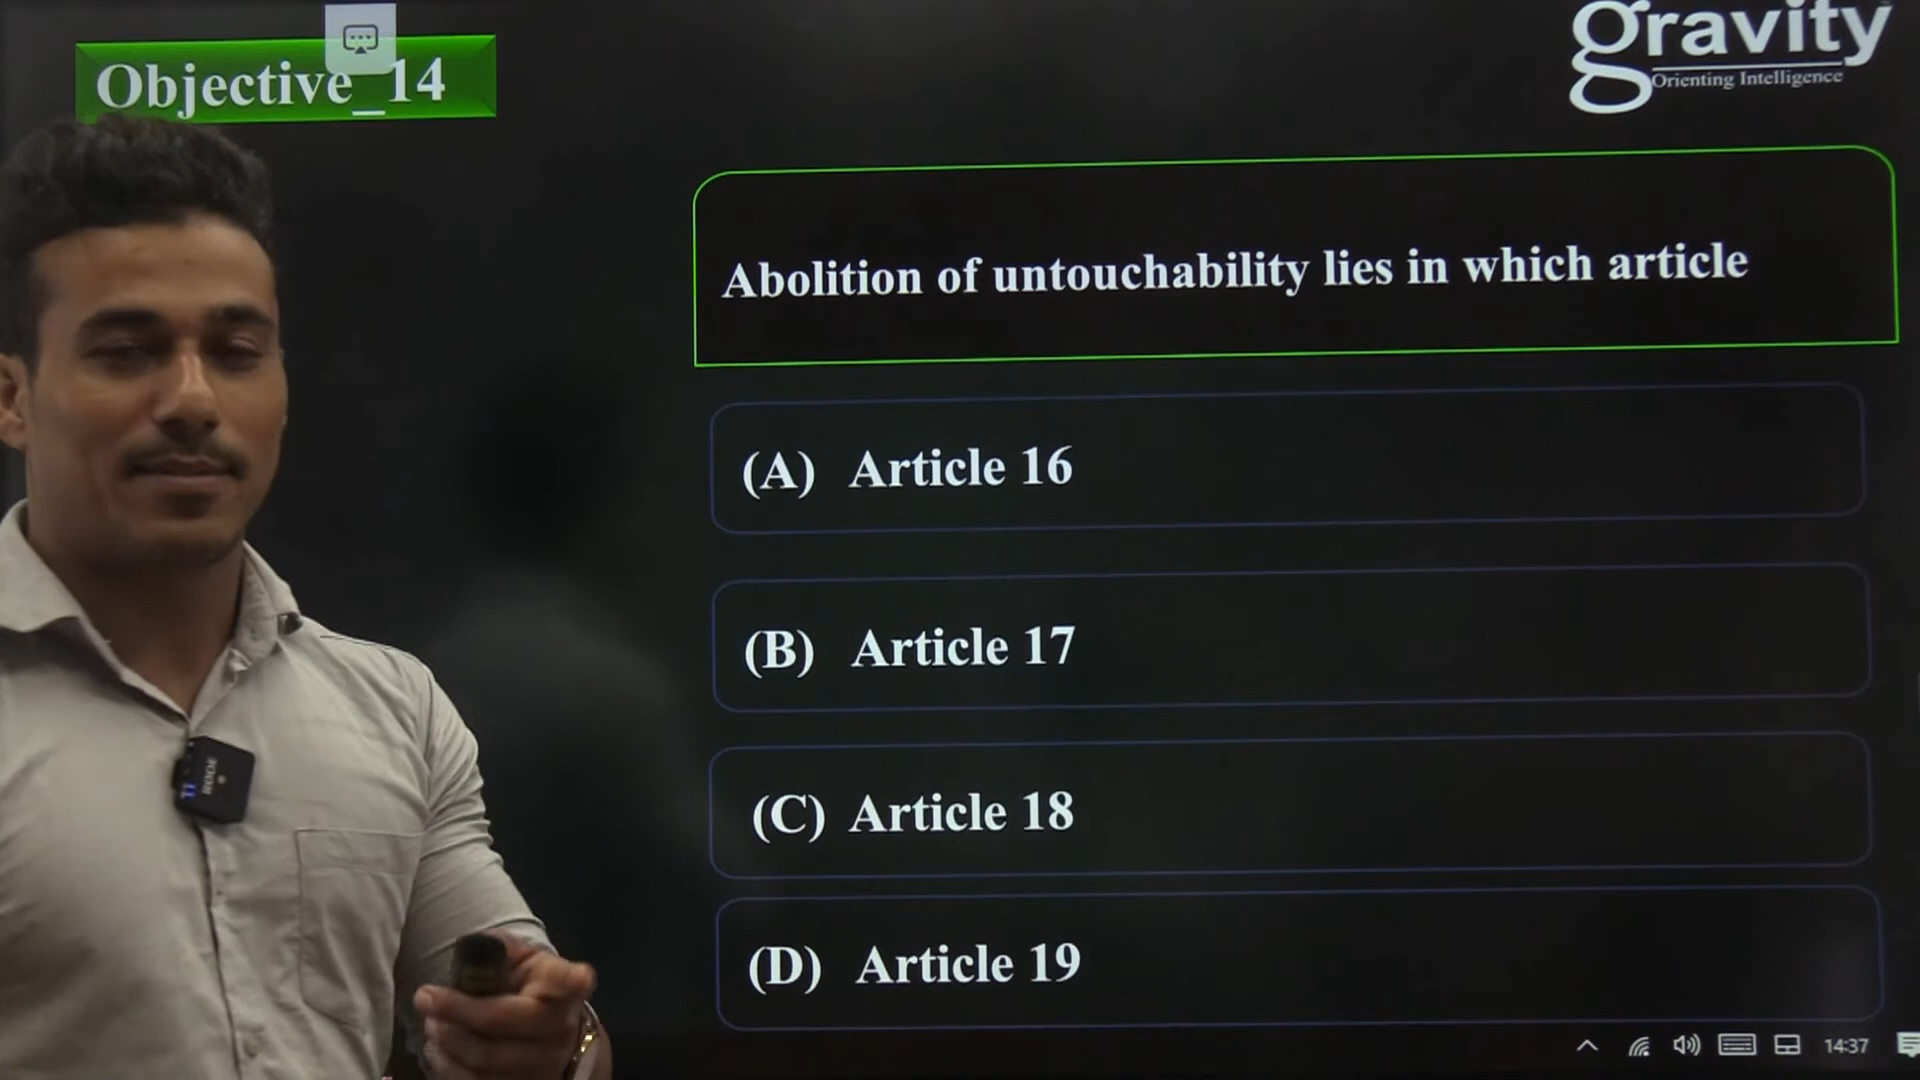 Objective_14
gravity
Orienting Intelligence
Abolition of untouchability lies in which article
(A) Article 16
(B) Article 17
(C) Article 18
(D) Article 19
RODE
14:37